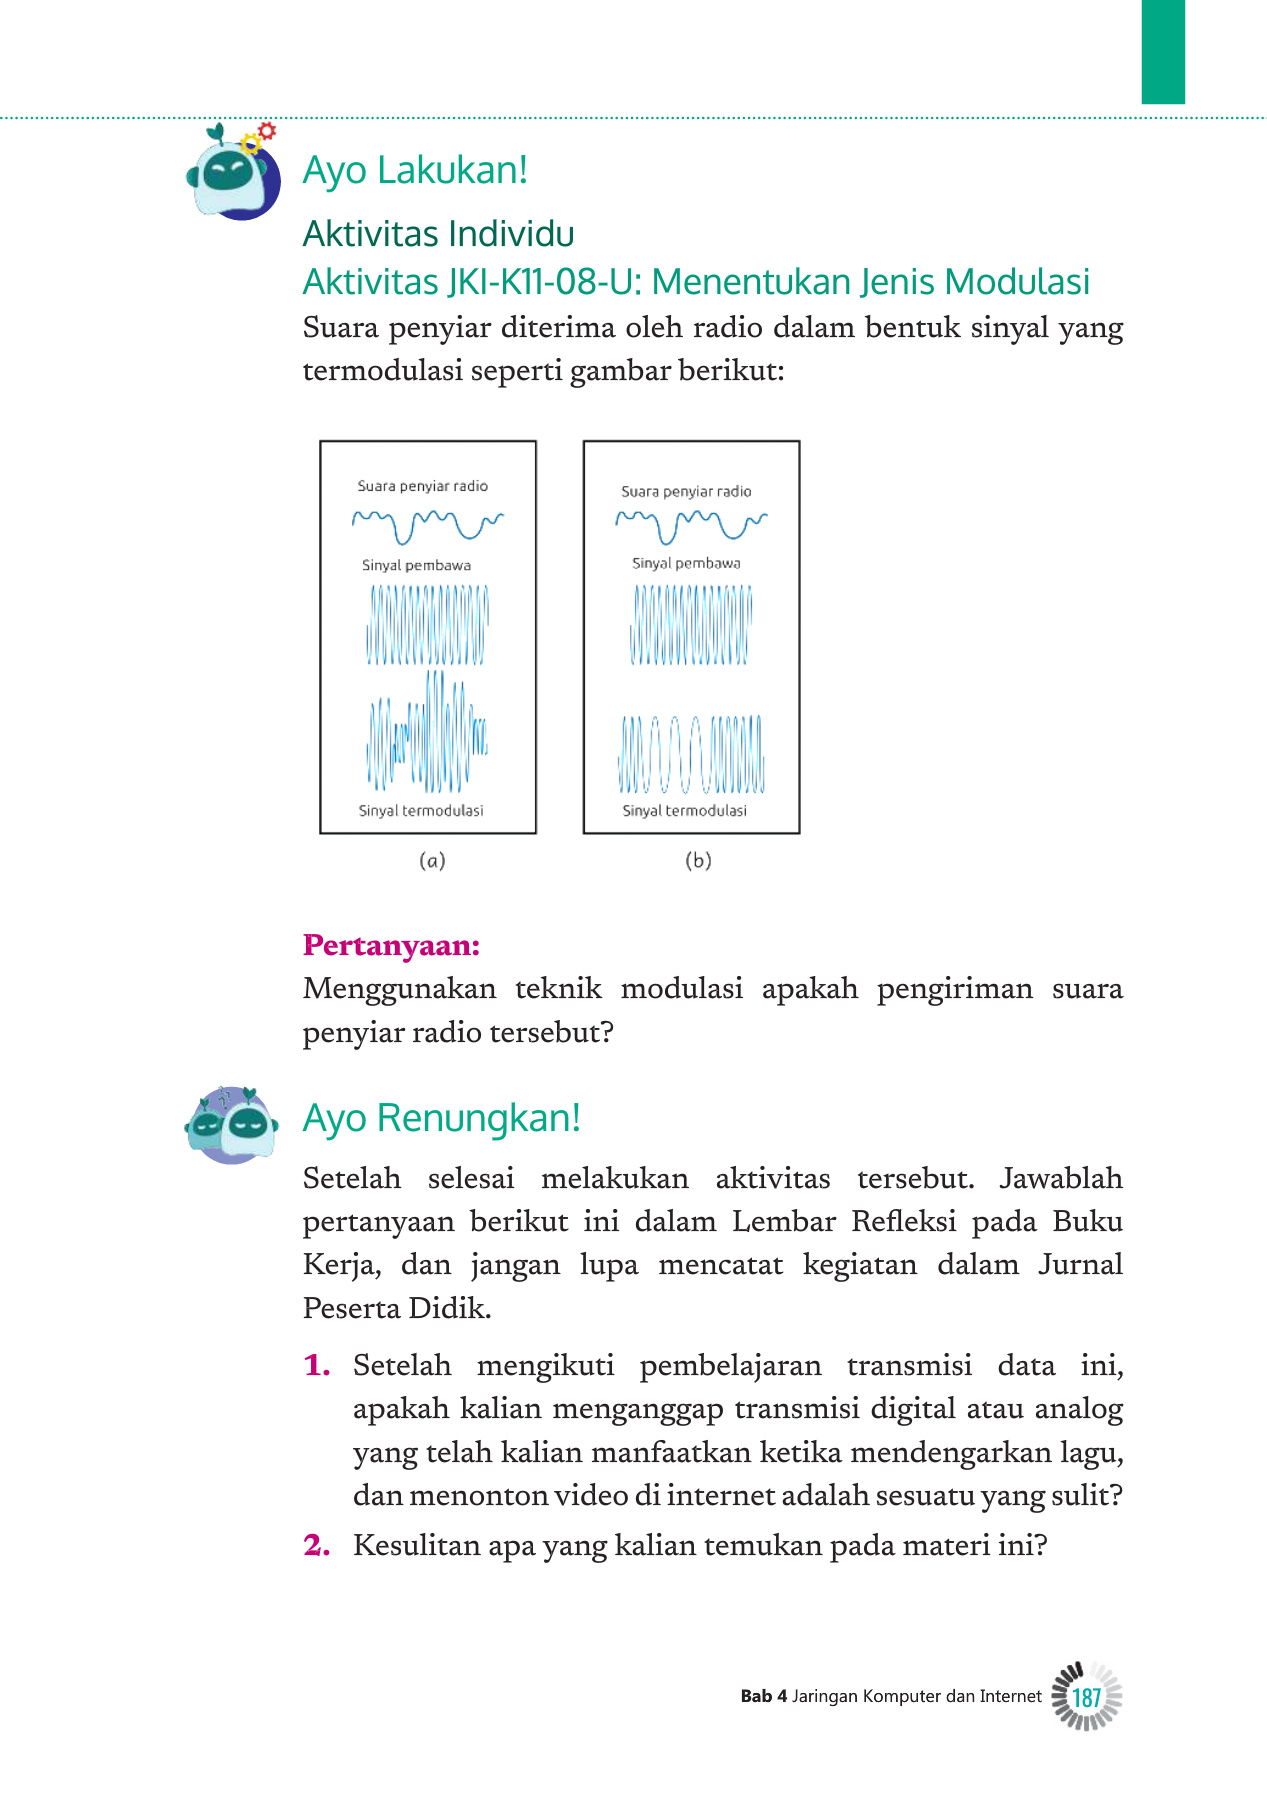 Ayo Lakukan!
Aktivitas Individu
Aktivitas JKI-K11-08-U: Menentukan Jenis Modulasi
Suara penyiar diterima oleh radio dalam bentuk sinyal yang
termodulasi seperti gambar berikut:
Suara penyiar radio
Sinyal pembawa
Sinyal termodulasi
(a)
Suara penyiar radio
Sinyal pembawa
Sinyal termodulasi
(b)
Pertanyaan:
Menggunakan teknik modulasi apakah pengiriman suara
penyiar radio tersebut?
Ayo Renungkan!
Setelah selesai melakukan aktivitas tersebut. Jawablah
pertanyaan berikut ini dalam Lembar Refleksi pada Buku
Kerja, dan jangan lupa mencatat kegiatan dalam Jurnal
Peserta Didik.
1. Setelah mengikuti pembelajaran transmisi data ini,
apakah kalian menganggap transmisi digital atau analog
yang telah kalian manfaatkan ketika mendengarkan lagu,
dan menonton video di internet adalah sesuatu yang sulit?
2. Kesulitan apa yang kalian temukan pada materi ini?
Bab 4 Jaringan Komputer dan Internet 187